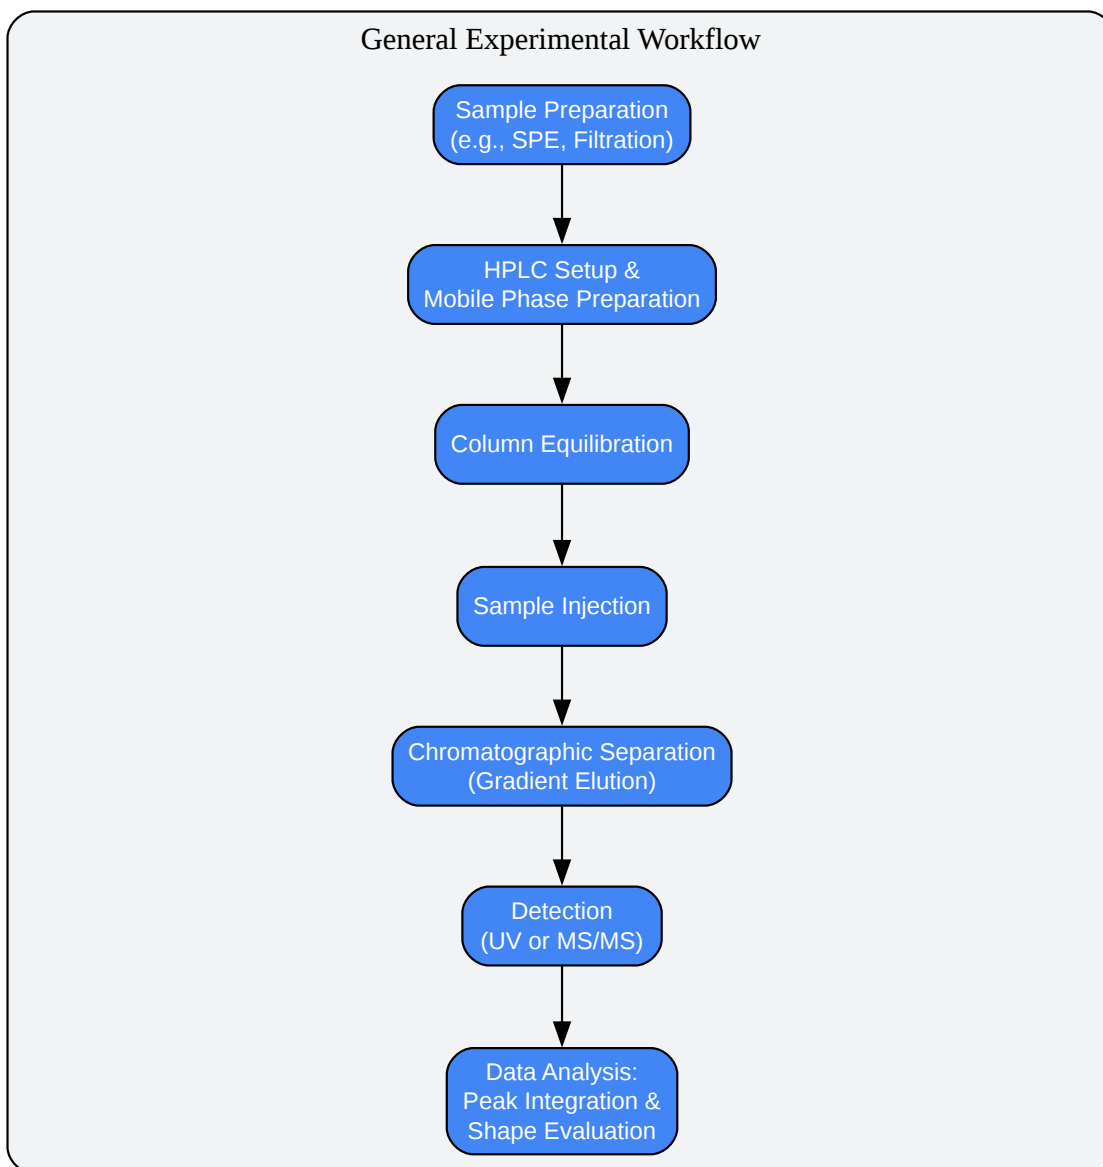 General Experimental Workflow
Sample Preparation
(e.g., SPE, Filtration)
HPLC Setup &
Mobile Phase Preparation
Column Equilibration
Sample Injection
Chromatographic Separation
(Gradient Elution)
Detection
(UV or MS/MS)
Data Analysis:
Peak Integration &
Shape Evaluation